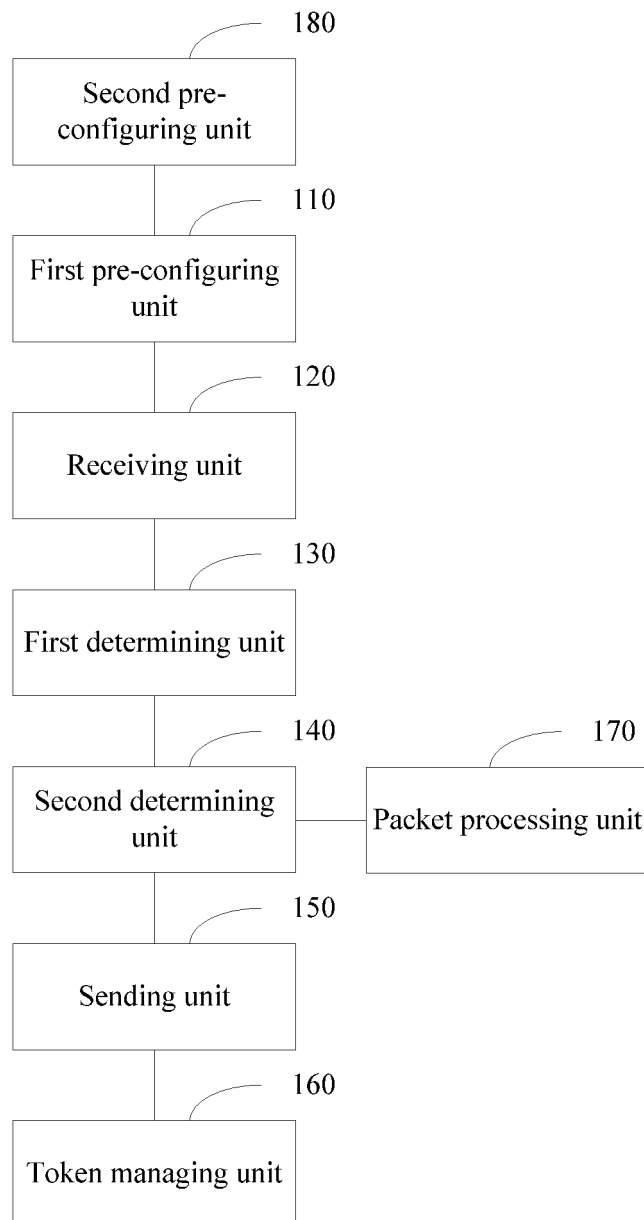 180
Second pre-
configuring unit
110
First pre-configuring
unit
120
Receiving unit
130
First determining unit
140
170
Second determining
unit
Packet processing unit
150
Sending unit
160
Token managing unit